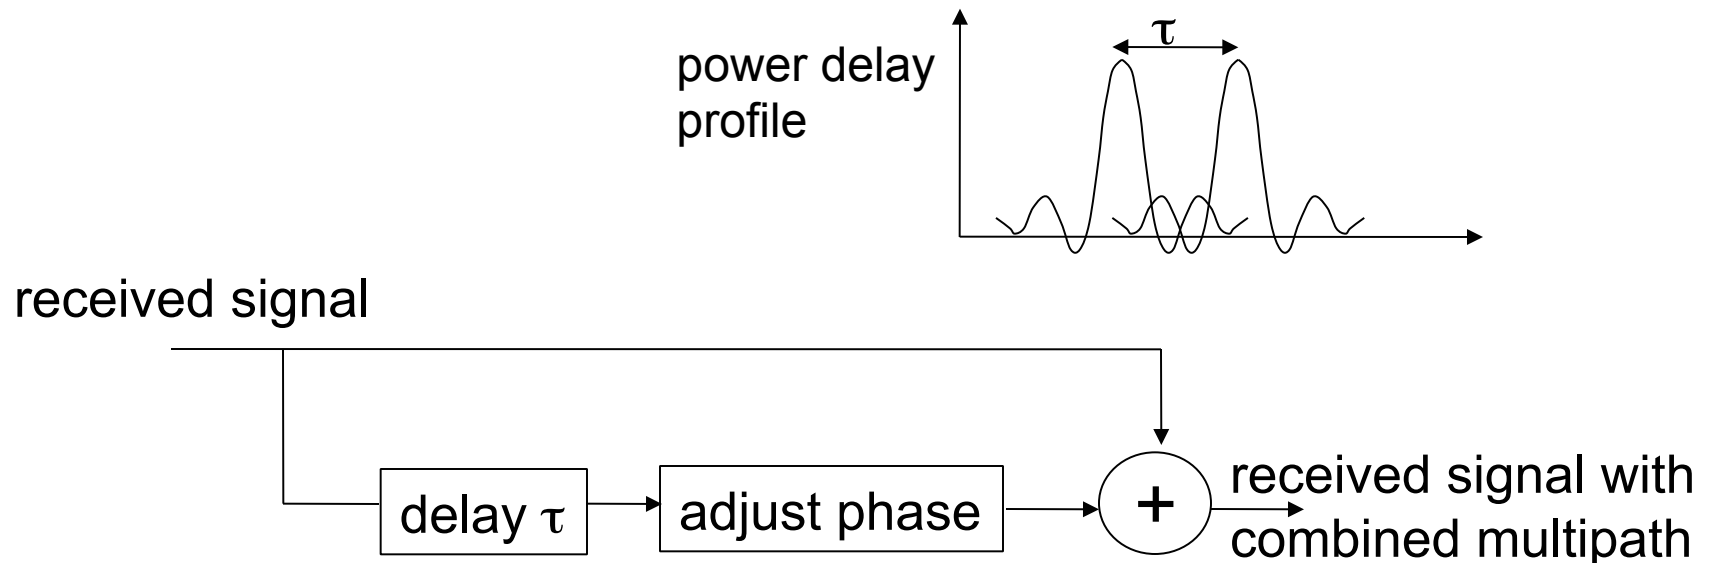 τ
power delay
profile
received signal
delay τ
adjust phase
+
received signal with
combined multipath